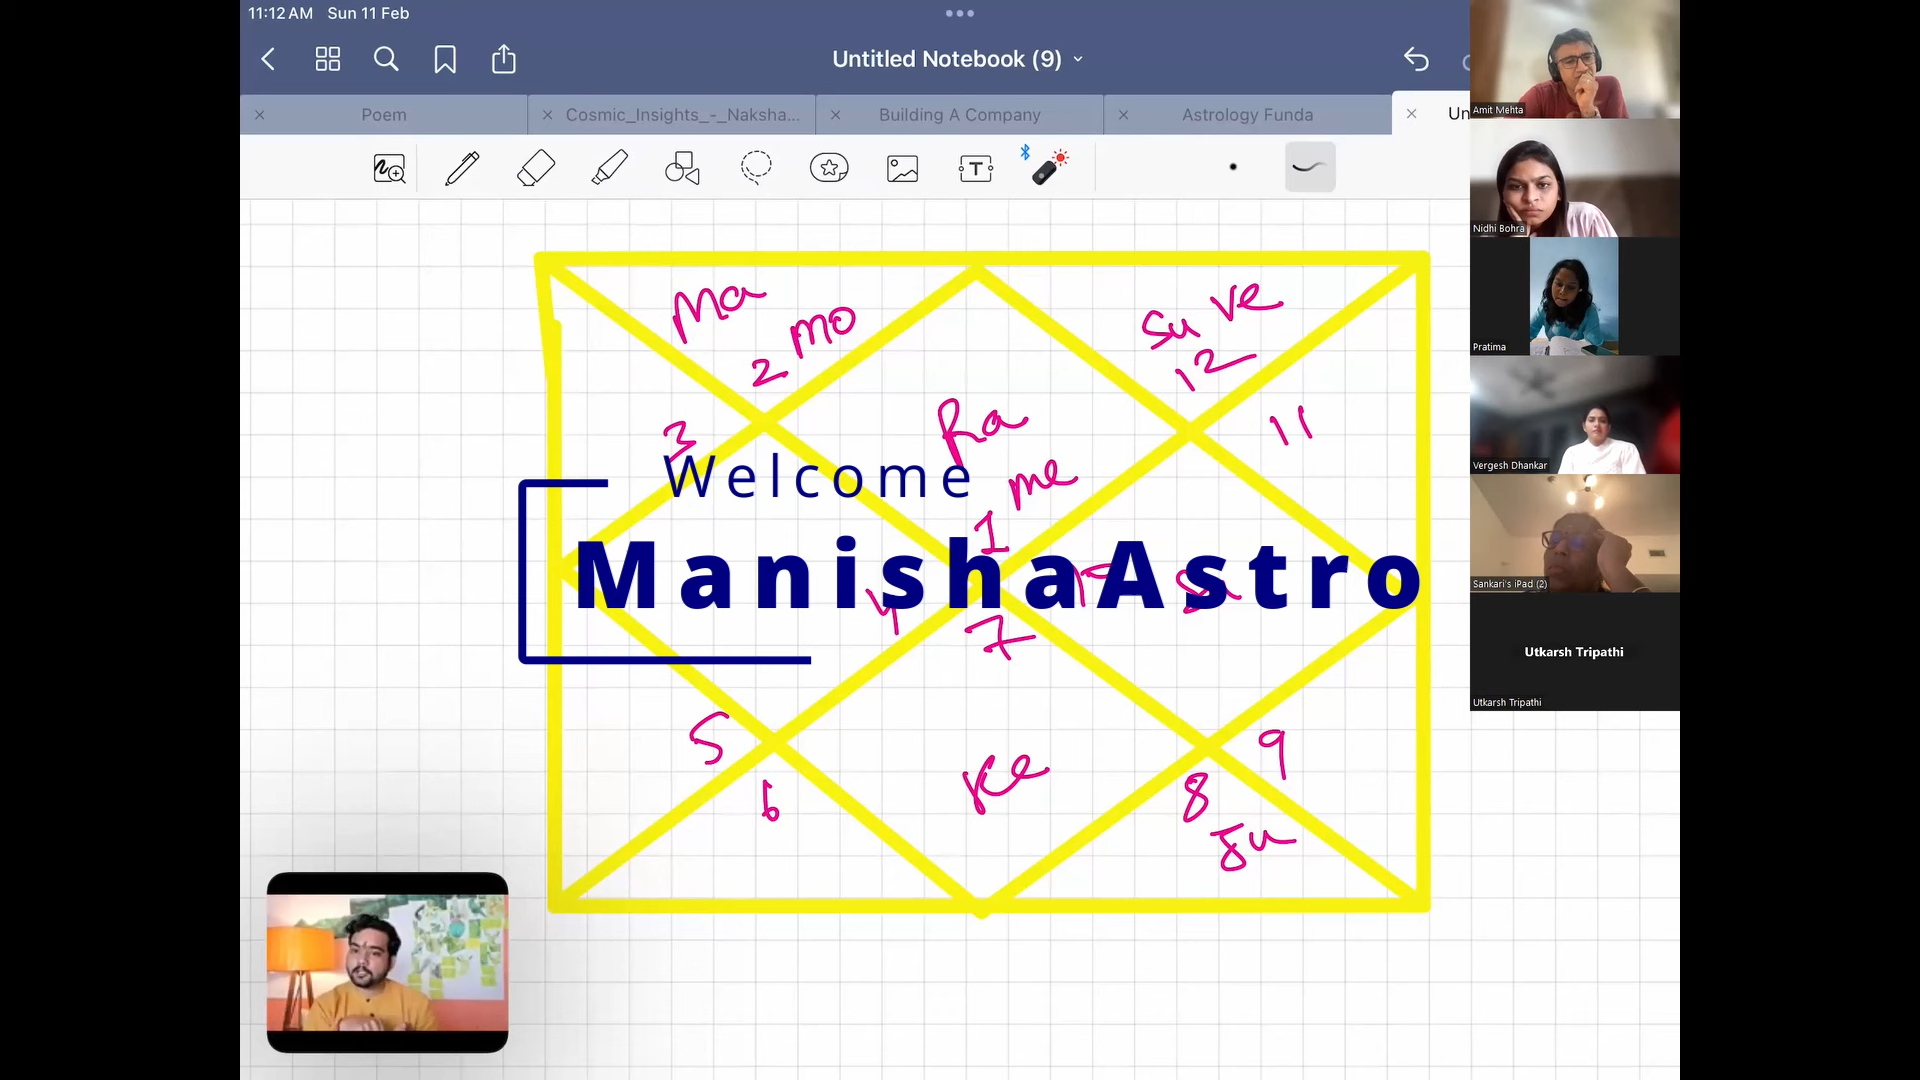 11:12 AM Sun 11 Feb
Untitled Notebook (9)
Poem
Cosmic_Insights_-_Naksha...
Building A Company
Astrology Funda
Un
T
Amit Mehta
Nidhi Bohra
Pratima
Vergesh Dhankar
Sankari's iPad (2)
Utkarsh Tripathi
Utkarsh Tripathi
Ma
Mo
2
Su Ve
12
3
Ra
11
Me
1
Welcome
ManishaAstro
4
7
5
6
Ke
9
8
Ju